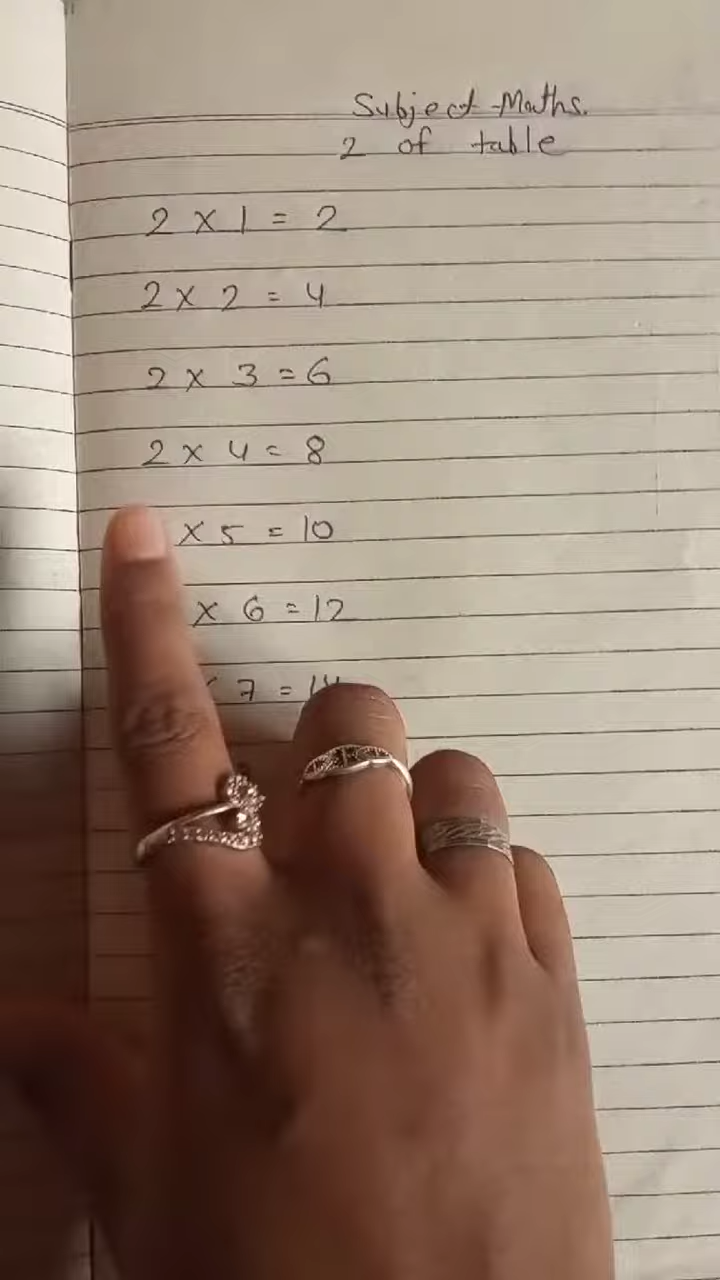 Subject Maths.
2 of table
2 × 1 = 2
2 × 2 = 4
2 × 3 = 6
2 × 4 = 8
× 5 = 10
× 6 = 12
7 = 14